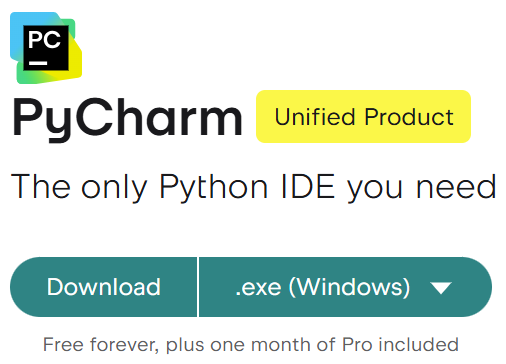 PC
PyCharm Unified Product
The only Python IDE you need
Download .exe (Windows)
Free forever, plus one month of Pro included